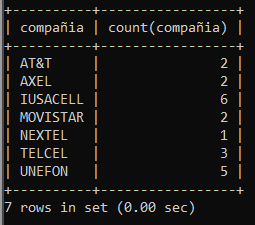 +----------+-----------------+
| compañia | count(compañia) |
+----------+-----------------+
| AT&T     |               2 |
| AXEL     |               2 |
| IUSACELL |               6 |
| MOVISTAR |               2 |
| NEXTEL   |               1 |
| TELCEL   |               3 |
| UNEFON   |               5 |
+----------+-----------------+
7 rows in set (0.00 sec)